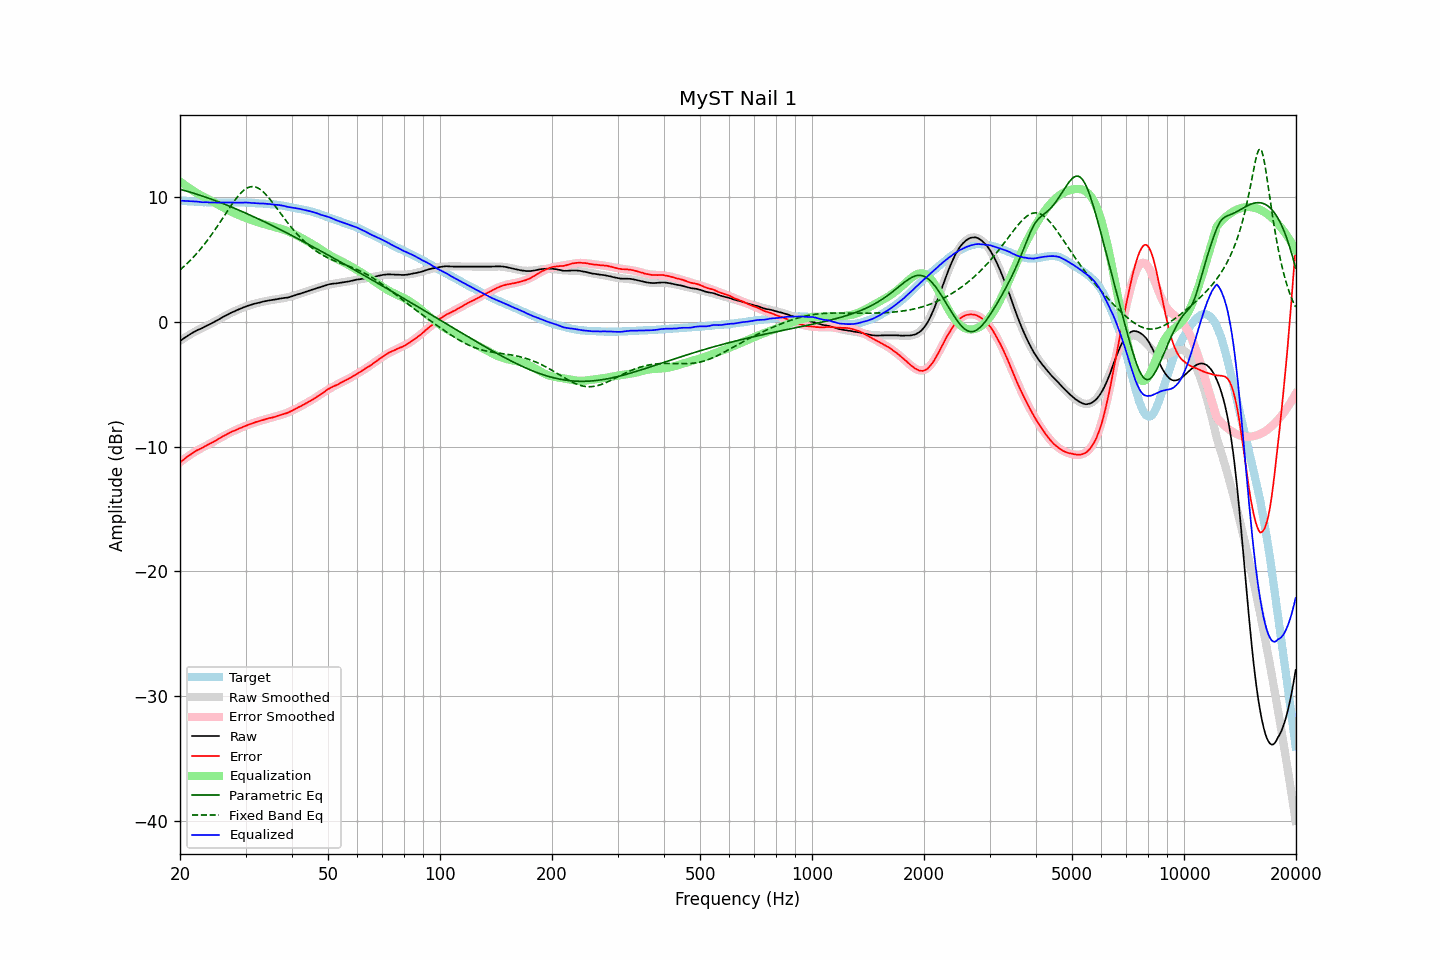 MyST Nail 1
Amplitude (dBr)
10
0
−10
−20
−30
−40
Target
Raw Smoothed
Error Smoothed
Raw
Error
Equalization
Parametric Eq
Fixed Band Eq
Equalized
20 50 100 200 500 1000 2000 5000 10000 20000
Frequency (Hz)